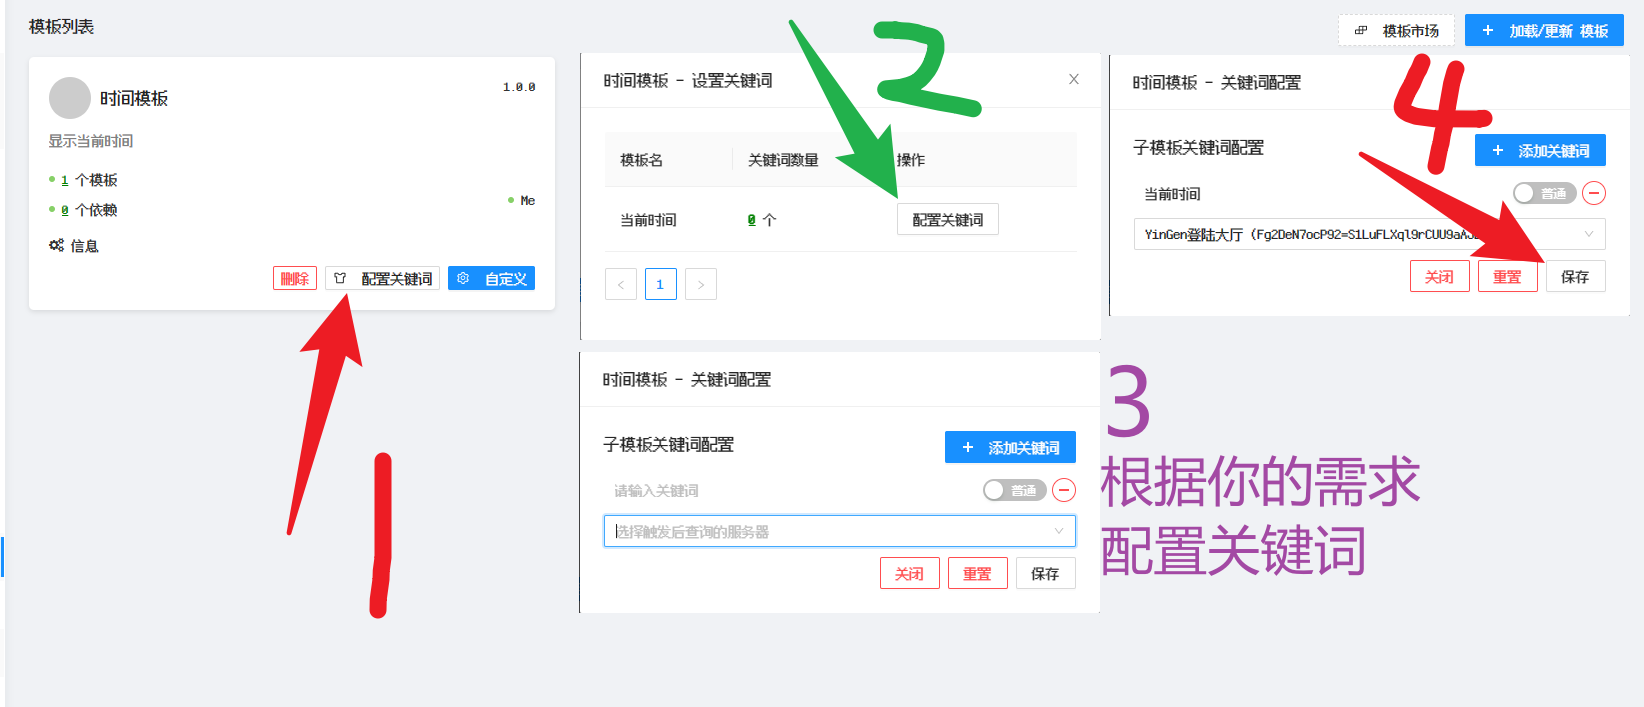 模板列表
模板市场
+ 加载/更新 模板
时间模板
1.0.0
显示当前时间
1 个模板
0 个依赖
Me
信息
删除
配置关键词
自定义
1
时间模板 - 设置关键词
2
模板名
关键词数量
操作
当前时间
0 个
配置关键词
< 1 >
时间模板 - 关键词配置
子模板关键词配置
+ 添加关键词
请输入关键词
普通
选择触发后查询的服务器
关闭
重置
保存
3
根据你的需求
配置关键词
时间模板 - 关键词配置
4
子模板关键词配置
+ 添加关键词
当前时间
普通
YinGen登陆大厅 (Fg2DeN7ocP92=S1LuFLXql9rCUU9aA
关闭
重置
保存